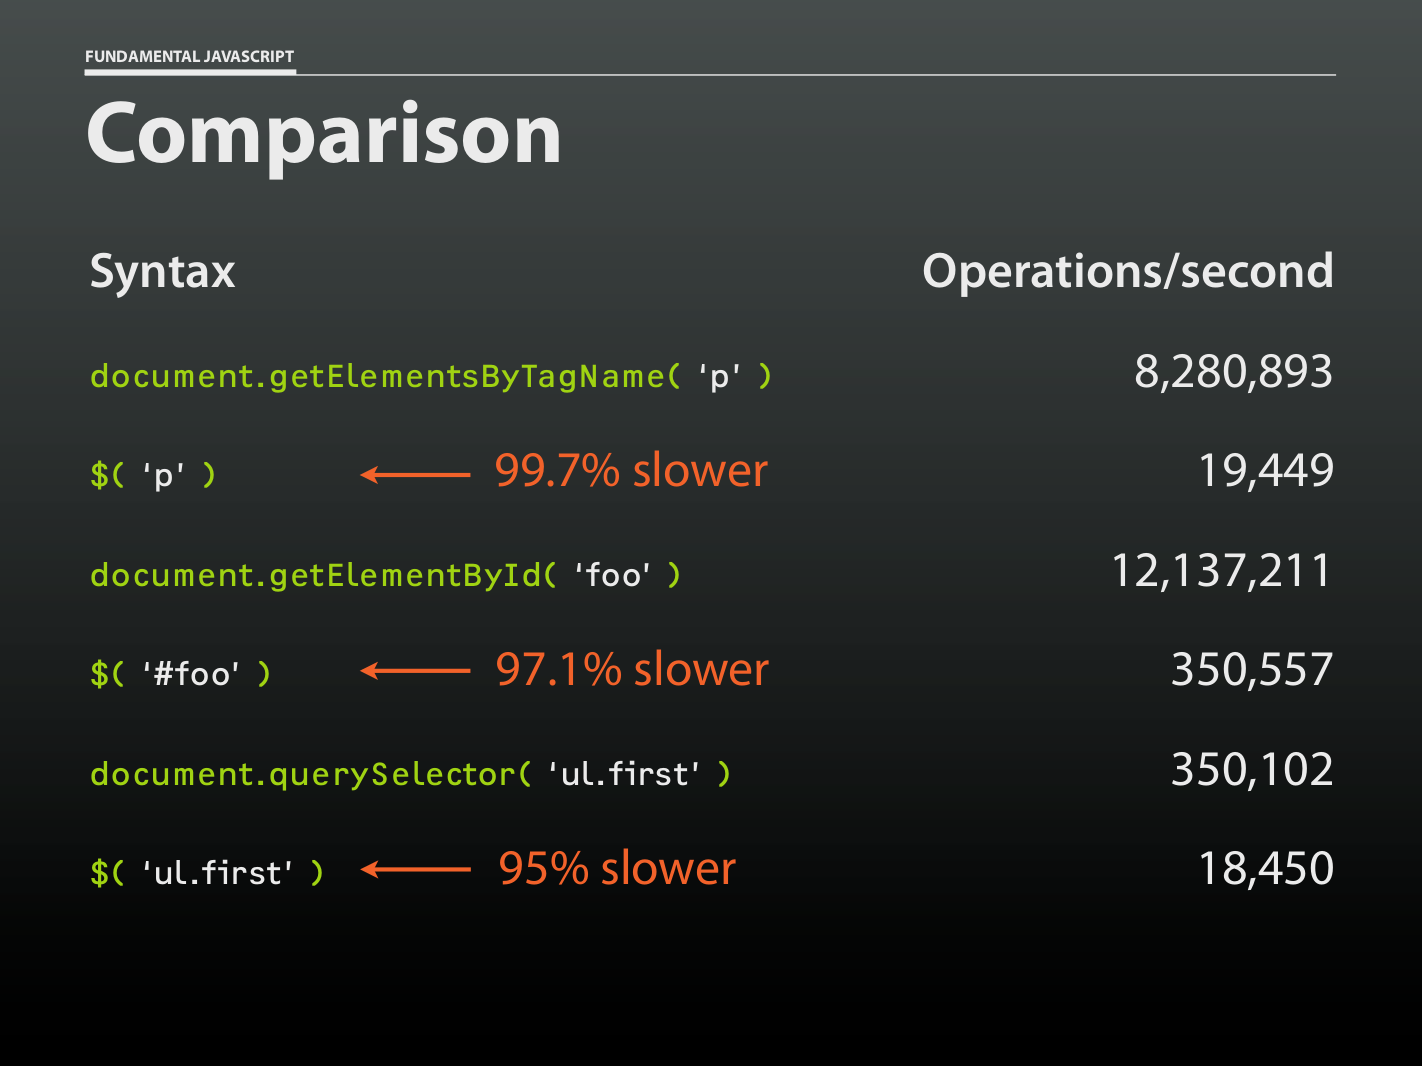 FUNDAMENTAL JAVASCRIPT
Comparison
Syntax Operations/second
document.getElementsByTagName( ‘p’ ) 8,280,893
$( ‘p’ ) 99.7% slower 19,449
document.getElementById( ‘foo’ ) 12,137,211
$( ‘#foo’ ) 97.1% slower 350,557
document.querySelector( ‘ul.first’ ) 350,102
$( ‘ul.first’ ) 95% slower 18,450